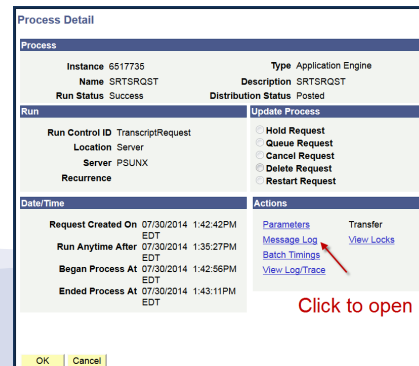 Process Detail
Process
Instance 6517735 Type Application Engine
Name SRTSRQST Description SRTSRQST
Run Status Success Distribution Status Posted
Run Update Process
Run Control ID TranscriptRequest
Location Server
Server PSUNX
Recurrence
Hold Request
Queue Request
Cancel Request
Delete Request
Restart Request
Date/Time Actions
Request Created On 07/30/2014 1:42:42PM
EDT
Run Anytime After 07/30/2014 1:35:27PM
EDT
Began Process At 07/30/2014 1:42:56PM
EDT
Ended Process At 07/30/2014 1:43:11PM
EDT
Parameters Transfer
Message Log View Locks
Batch Timings
View Log/Trace
Click to open
OK Cancel